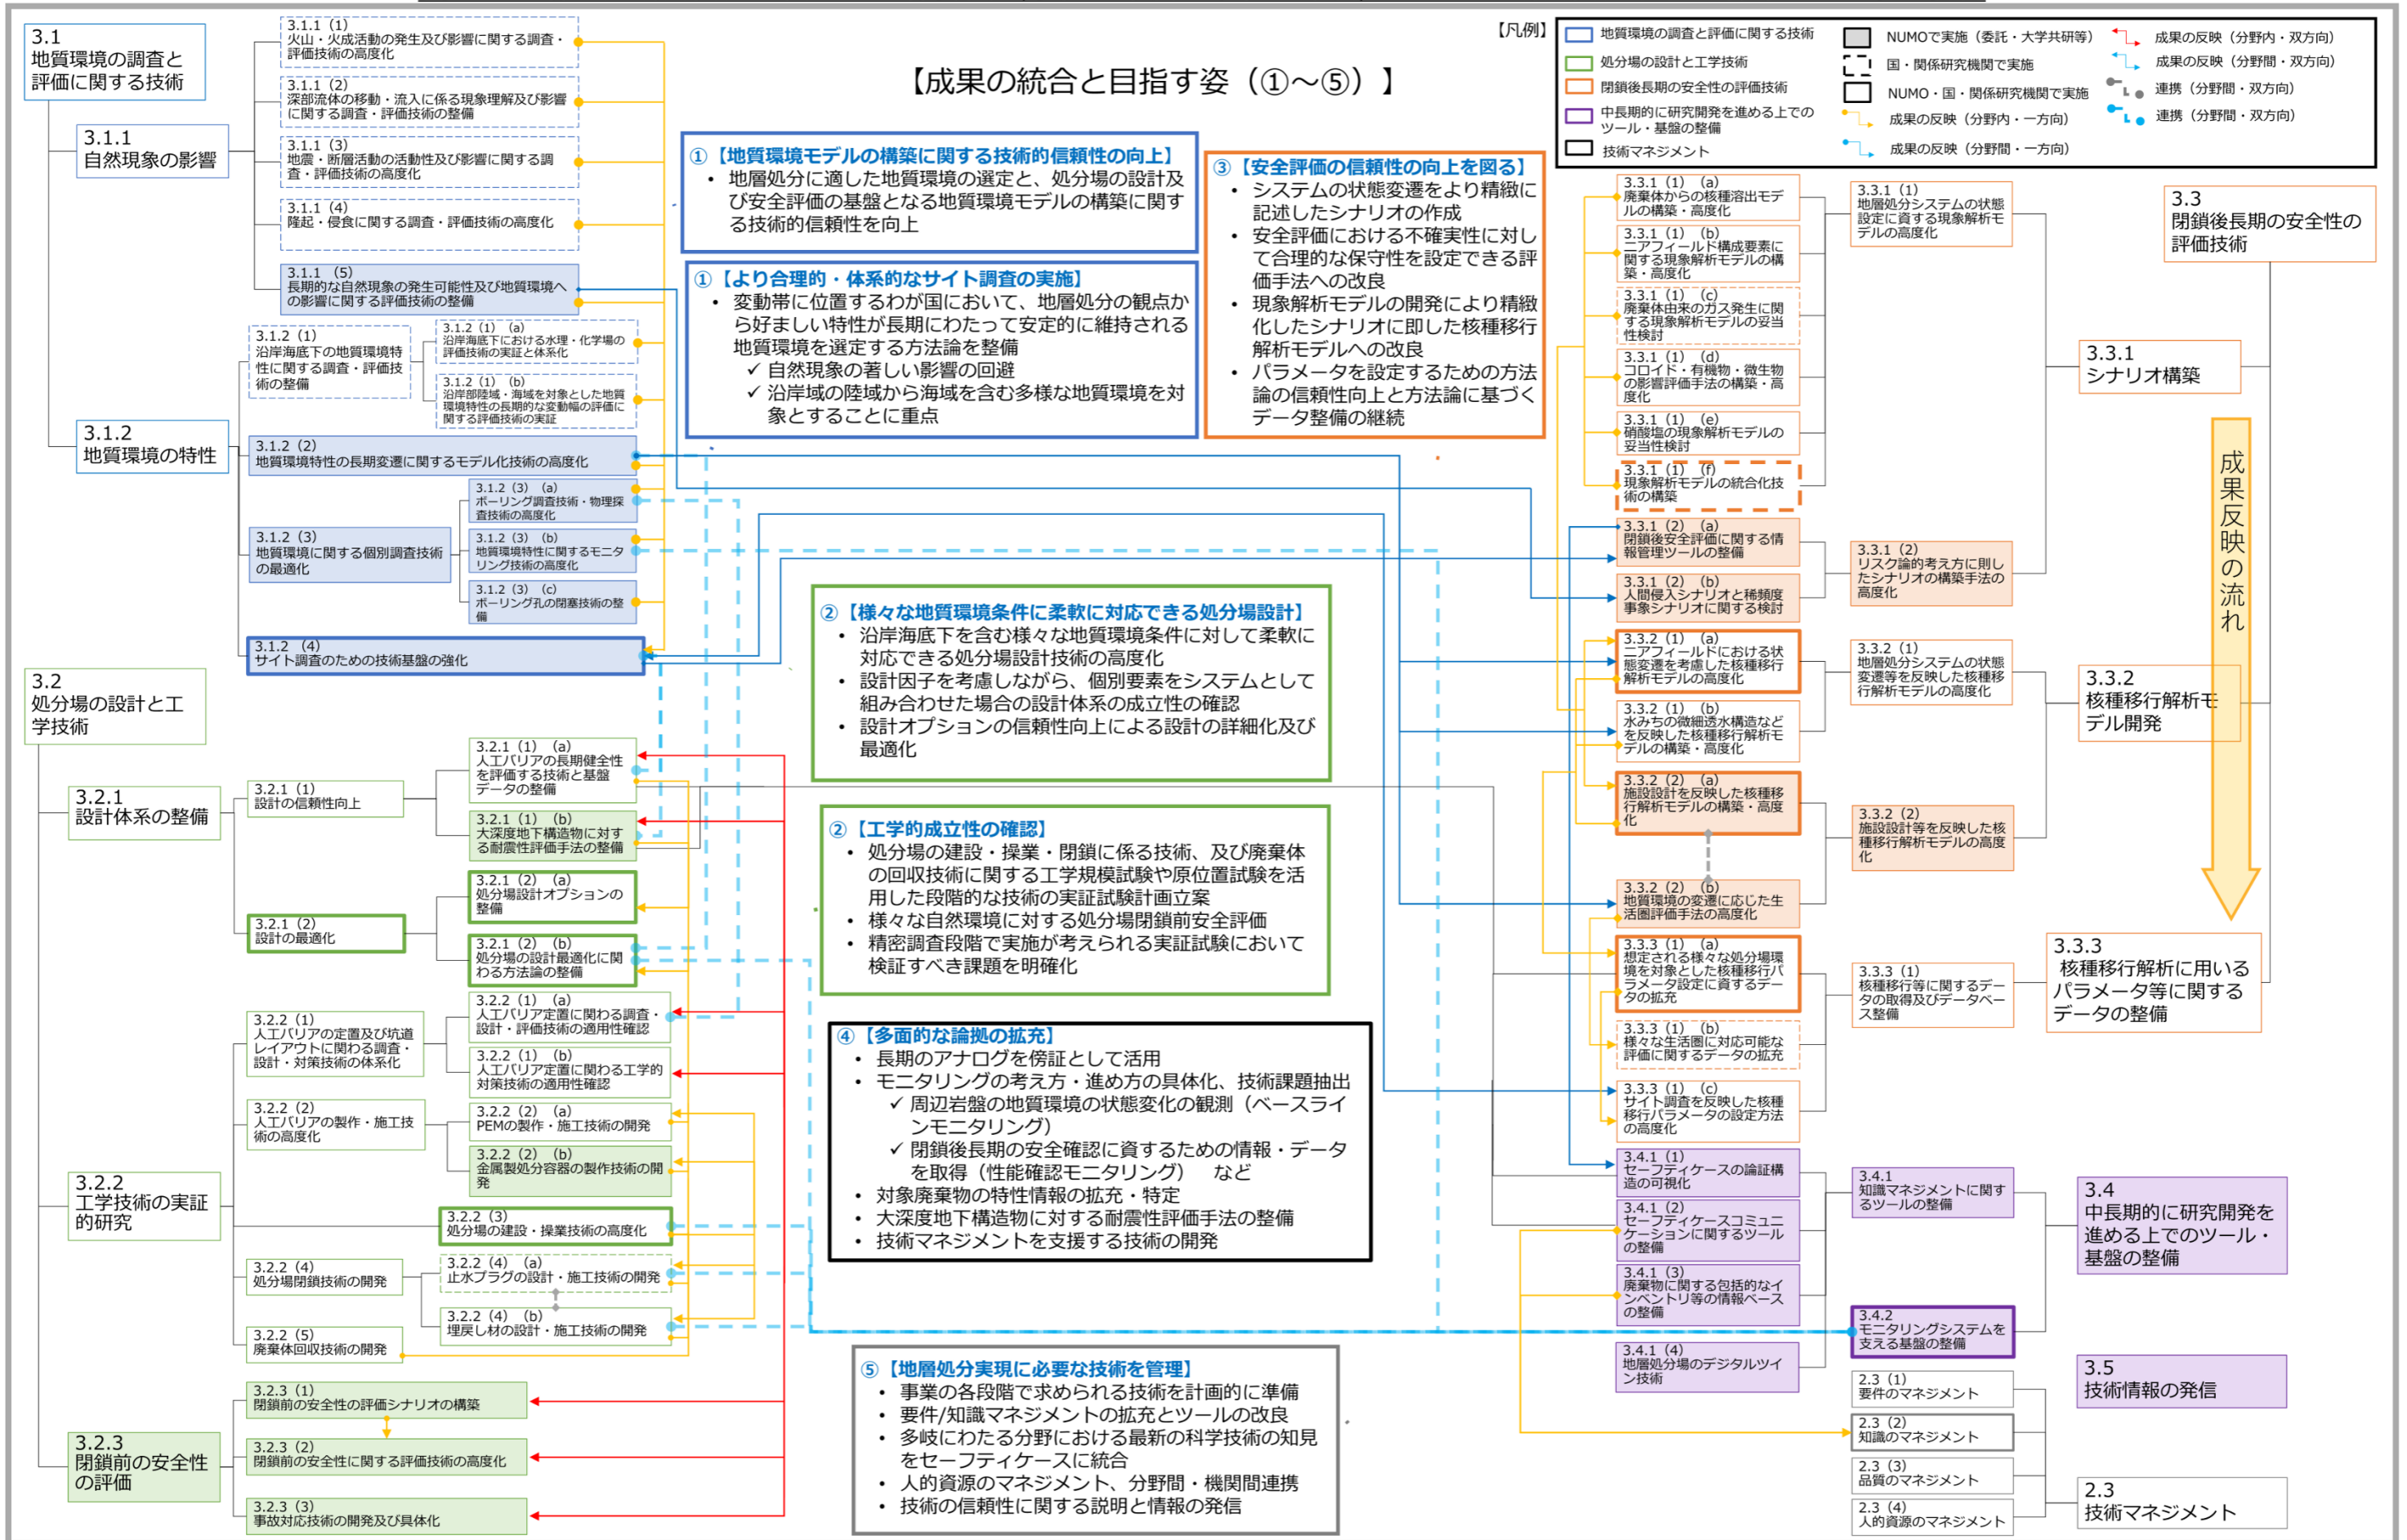 【成果の統合と目指す姿（①～⑤）】
【凡例】
地質環境の調査と評価に関する技術
処分場の設計と工学技術
閉鎖後長期の安全性の評価技術
中長期的に研究開発を進める上での
ツール・基盤の整備
技術マネジメント
NUMOで実施（委託・大学共研等）
国・関係研究機関で実施
NUMO・国・関係研究機関で実施
成果の反映（分野内・一方向）
成果の反映（分野間・一方向）
成果の反映（分野内・双方向）
成果の反映（分野間・双方向）
連携（分野間・双方向）
連携（分野間・双方向）
3.1
地質環境の調査と
評価に関する技術
3.1.1
自然現象の影響
3.1.1（1）
火山・火成活動の発生及び影響に関する調査・
評価技術の高度化
3.1.1（2）
深部流体の移動・流入に係る現象理解及び影響
に関する調査・評価技術の整備
3.1.1（3）
地震・断層活動の活動性及び影響に関する調
査・評価技術の高度化
3.1.1（4）
隆起・侵食に関する調査・評価技術の高度化
3.1.1（5）
長期的な自然現象の発生可能性及び地質環境へ
の影響に関する評価技術の整備
3.1.2
地質環境の特性
3.1.2（1）
沿岸海底下の地質環境特
性に関する調査・評価技
術の整備
3.1.2（1）（a）
沿岸海底下における水理・化学場の
評価技術の実証と体系化
3.1.2（1）（b）
沿岸部陸域・海域を対象とした地質
環境特性の長期的な変動幅の評価に
関する評価技術の実証
3.1.2（2）
地質環境特性の長期変遷に関するモデル化技術の高度化
3.1.2（3）
地質環境に関する個別調査技術
の最適化
3.1.2（3）（a）
ボーリング調査技術・物理探
査技術の高度化
3.1.2（3）（b）
地質環境特性に関するモニタ
リング技術の高度化
3.1.2（3）（c）
ボーリング孔の閉塞技術の整
備
3.1.2（4）
サイト調査のための技術基盤の強化
3.2
処分場の設計と工
学技術
3.2.1
設計体系の整備
3.2.1（1）
設計の信頼性向上
3.2.1（1）（a）
人工バリアの長期健全性
を評価する技術と基盤
データの整備
3.2.1（1）（b）
大深度地下構造物に対す
る耐震性評価手法の整備
3.2.1（2）
設計の最適化
3.2.1（2）（a）
処分場設計オプションの
整備
3.2.1（2）（b）
処分場の設計最適化に関
わる方法論の整備
3.2.2
工学技術の実証
的研究
3.2.2（1）
人工バリアの定置及び坑道
レイアウトに関わる調査・
設計・対策技術の体系化
3.2.2（1）（a）
人工バリア定置に関わる調査・
設計・評価技術の適用性確認
3.2.2（1）（b）
人工バリア定置に関わる工学的
対策技術の適用性確認
3.2.2（2）
人工バリアの製作・施工技
術の高度化
3.2.2（2）（a）
PEMの製作・施工技術の開発
3.2.2（2）（b）
金属製処分容器の製作技術の開
発
3.2.2（3）
処分場の建設・操業技術の高度化
3.2.2（4）
処分場閉鎖技術の開発
3.2.2（4）（a）
止水プラグの設計・施工技術の開発
3.2.2（4）（b）
埋戻し材の設計・施工技術の開発
3.2.2（5）
廃棄体回収技術の開発
3.2.3
閉鎖前の安全性
の評価
3.2.3（1）
閉鎖前の安全性の評価シナリオの構築
3.2.3（2）
閉鎖前の安全性に関する評価技術の高度化
3.2.3（3）
事故対応技術の開発及び具体化
①【地質環境モデルの構築に関する技術的信頼性の向上】
• 地層処分に適した地質環境の選定と、処分場の設計及
び安全評価の基盤となる地質環境モデルの構築に関す
る技術的信頼性を向上
①【より合理的・体系的なサイト調査の実施】
• 変動帯に位置するわが国において、地層処分の観点か
ら好ましい特性が長期にわたって安定的に維持される
地質環境を選定する方法論を整備
✓ 自然現象の著しい影響の回避
✓ 沿岸域の陸域から海域を含む多様な地質環境を対
象とすることに重点
③【安全評価の信頼性の向上を図る】
• システムの状態変遷をより精緻に
記述したシナリオの作成
• 安全評価における不確実性に対し
て合理的な保守性を設定できる評
価手法への改良
• 現象解析モデルの開発により精緻
化したシナリオに即した核種移行
解析モデルへの改良
• パラメータを設定するための方法
論の信頼性向上と方法論に基づく
データ整備の継続
②【様々な地質環境条件に柔軟に対応できる処分場設計】
• 沿岸海底下を含む様々な地質環境条件に対して柔軟に
対応できる処分場設計技術の高度化
• 設計因子を考慮しながら、個別要素をシステムとして
組み合わせた場合の設計体系の成立性の確認
• 設計オプションの信頼性向上による設計の詳細化及び
最適化
②【工学的成立性の確認】
• 処分場の建設・操業・閉鎖に係る技術、及び廃棄体
の回収技術に関する工学規模試験や原位置試験を活
用した段階的な技術の実証試験計画立案
• 様々な自然環境に対する処分場閉鎖前安全評価
• 精密調査段階で実施が考えられる実証試験において
検証すべき課題を明確化
④【多面的な論拠の拡充】
• 長期のアナログを傍証として活用
• モニタリングの考え方・進め方の具体化、技術課題抽出
✓ 周辺岩盤の地質環境の状態変化の観測（ベースライ
ンモニタリング）
✓ 閉鎖後長期の安全確認に資するための情報・データ
を取得（性能確認モニタリング） など
• 対象廃棄物の特性情報の拡充・特定
• 大深度地下構造物に対する耐震性評価手法の整備
• 技術マネジメントを支援する技術の開発
⑤【地層処分実現に必要な技術を管理】
• 事業の各段階で求められる技術を計画的に準備
• 要件/知識マネジメントの拡充とツールの改良
• 多岐にわたる分野における最新の科学技術の知見
をセーフティケースに統合
• 人的資源のマネジメント、分野間・機関間連携
• 技術の信頼性に関する説明と情報の発信
3.3.1（1）（a）
廃棄体からの核種溶出モデ
ルの構築・高度化
3.3.1（1）（b）
ニアフィールド構成要素に
関する現象解析モデルの構
築・高度化
3.3.1（1）（c）
廃棄体由来のガス発生に関
する現象解析モデルの妥当
性検討
3.3.1（1）（d）
コロイド・有機物・微生物
の影響評価手法の構築・高
度化
3.3.1（1）（e）
硝酸塩の現象解析モデルの
妥当性検討
3.3.1（1）（f）
現象解析モデルの統合化技
術の構築
3.3.1（2）（a）
閉鎖後安全評価に関する情
報管理ツールの整備
3.3.1（2）（b）
人間侵入シナリオと稀頻度
事象シナリオに関する検討
3.3.2（1）（a）
ニアフィールドにおける状
態変遷を考慮した核種移行
解析モデルの高度化
3.3.2（1）（b）
水みちの微細透水構造など
を反映した核種移行解析モ
デルの構築・高度化
3.3.2（2）（a）
施設設計を反映した核種移
行解析モデルの構築・高度
化
3.3.2（2）（b）
地質環境の変遷に応じた生
活圏評価手法の高度化
3.3.3（1）（a）
想定される様々な処分場環
境を対象とした核種移行パ
ラメータ設定に資するデー
タの拡充
3.3.3（1）（b）
様々な生活圏に対応可能な
評価に関するデータの拡充
3.3.3（1）（c）
サイト調査を反映した核種
移行パラメータの設定方法
の高度化
3.4.1（1）
セーフティケースの論証構
造の可視化
3.4.1（2）
セーフティケースコミュニ
ケーションに関するツール
の整備
3.4.1（3）
廃棄物に関する包括的なイ
ンベントリ等の情報ベース
の整備
3.4.1（4）
地層処分場のデジタルツイ
ン技術
3.3.1（1）
地層処分システムの状態
設定に資する現象解析モ
デルの高度化
3.3.1（2）
リスク論的考え方に則し
たシナリオの構築手法の
高度化
3.3.2（1）
地層処分システムの状態
変遷等を反映した核種移
行解析モデルの高度化
3.3.2（2）
施設設計等を反映した核
種移行解析モデルの高度
化
3.3.3（1）
核種移行等に関するデー
タの取得及びデータベー
ス整備
3.4.1
知識マネジメントに関す
るツールの整備
3.4.2
モニタリングシステムを
支える基盤の整備
2.3（1）
要件のマネジメント
2.3（2）
知識のマネジメント
2.3（3）
品質のマネジメント
2.3（4）
人的資源のマネジメント
3.3
閉鎖後長期の安全性の
評価技術
3.3.1
シナリオ構築
成果反映の流れ
3.3.2
核種移行解析モ
デル開発
3.3.3
核種移行解析に用いる
パラメータ等に関する
データの整備
3.4
中長期的に研究開発を
進める上でのツール・
基盤の整備
3.5
技術情報の発信
2.3
技術マネジメント